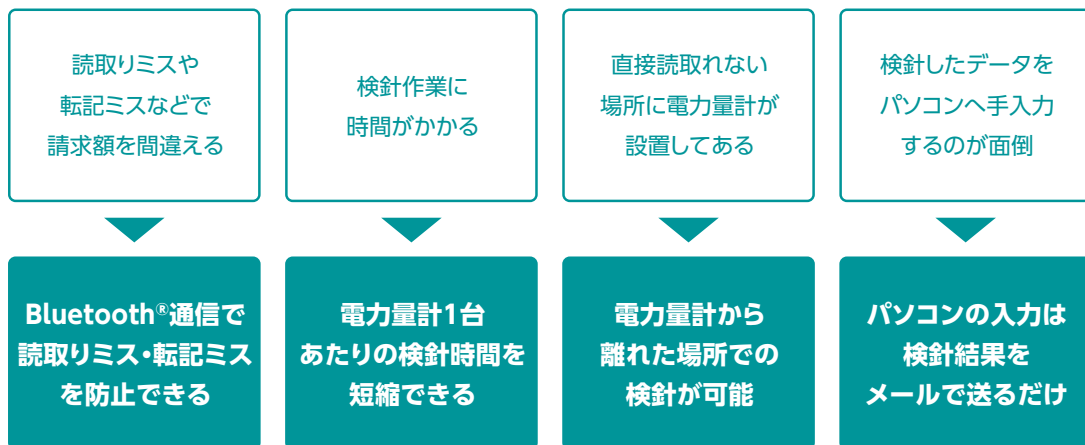 読取りミスや
転記ミスなどで
請求額を間違える
検針作業に
時間がかかる
直接読取れない
場所に電力量計が
設置してある
検針したデータを
パソコンへ手入力
するのが面倒
Bluetooth®通信で
読取りミス・転記ミス
を防止できる
電力量計1台
あたりの検針時間を
短縮できる
電力量計から
離れた場所での
検針が可能
パソコンの入力は
検針結果を
メールで送るだけ